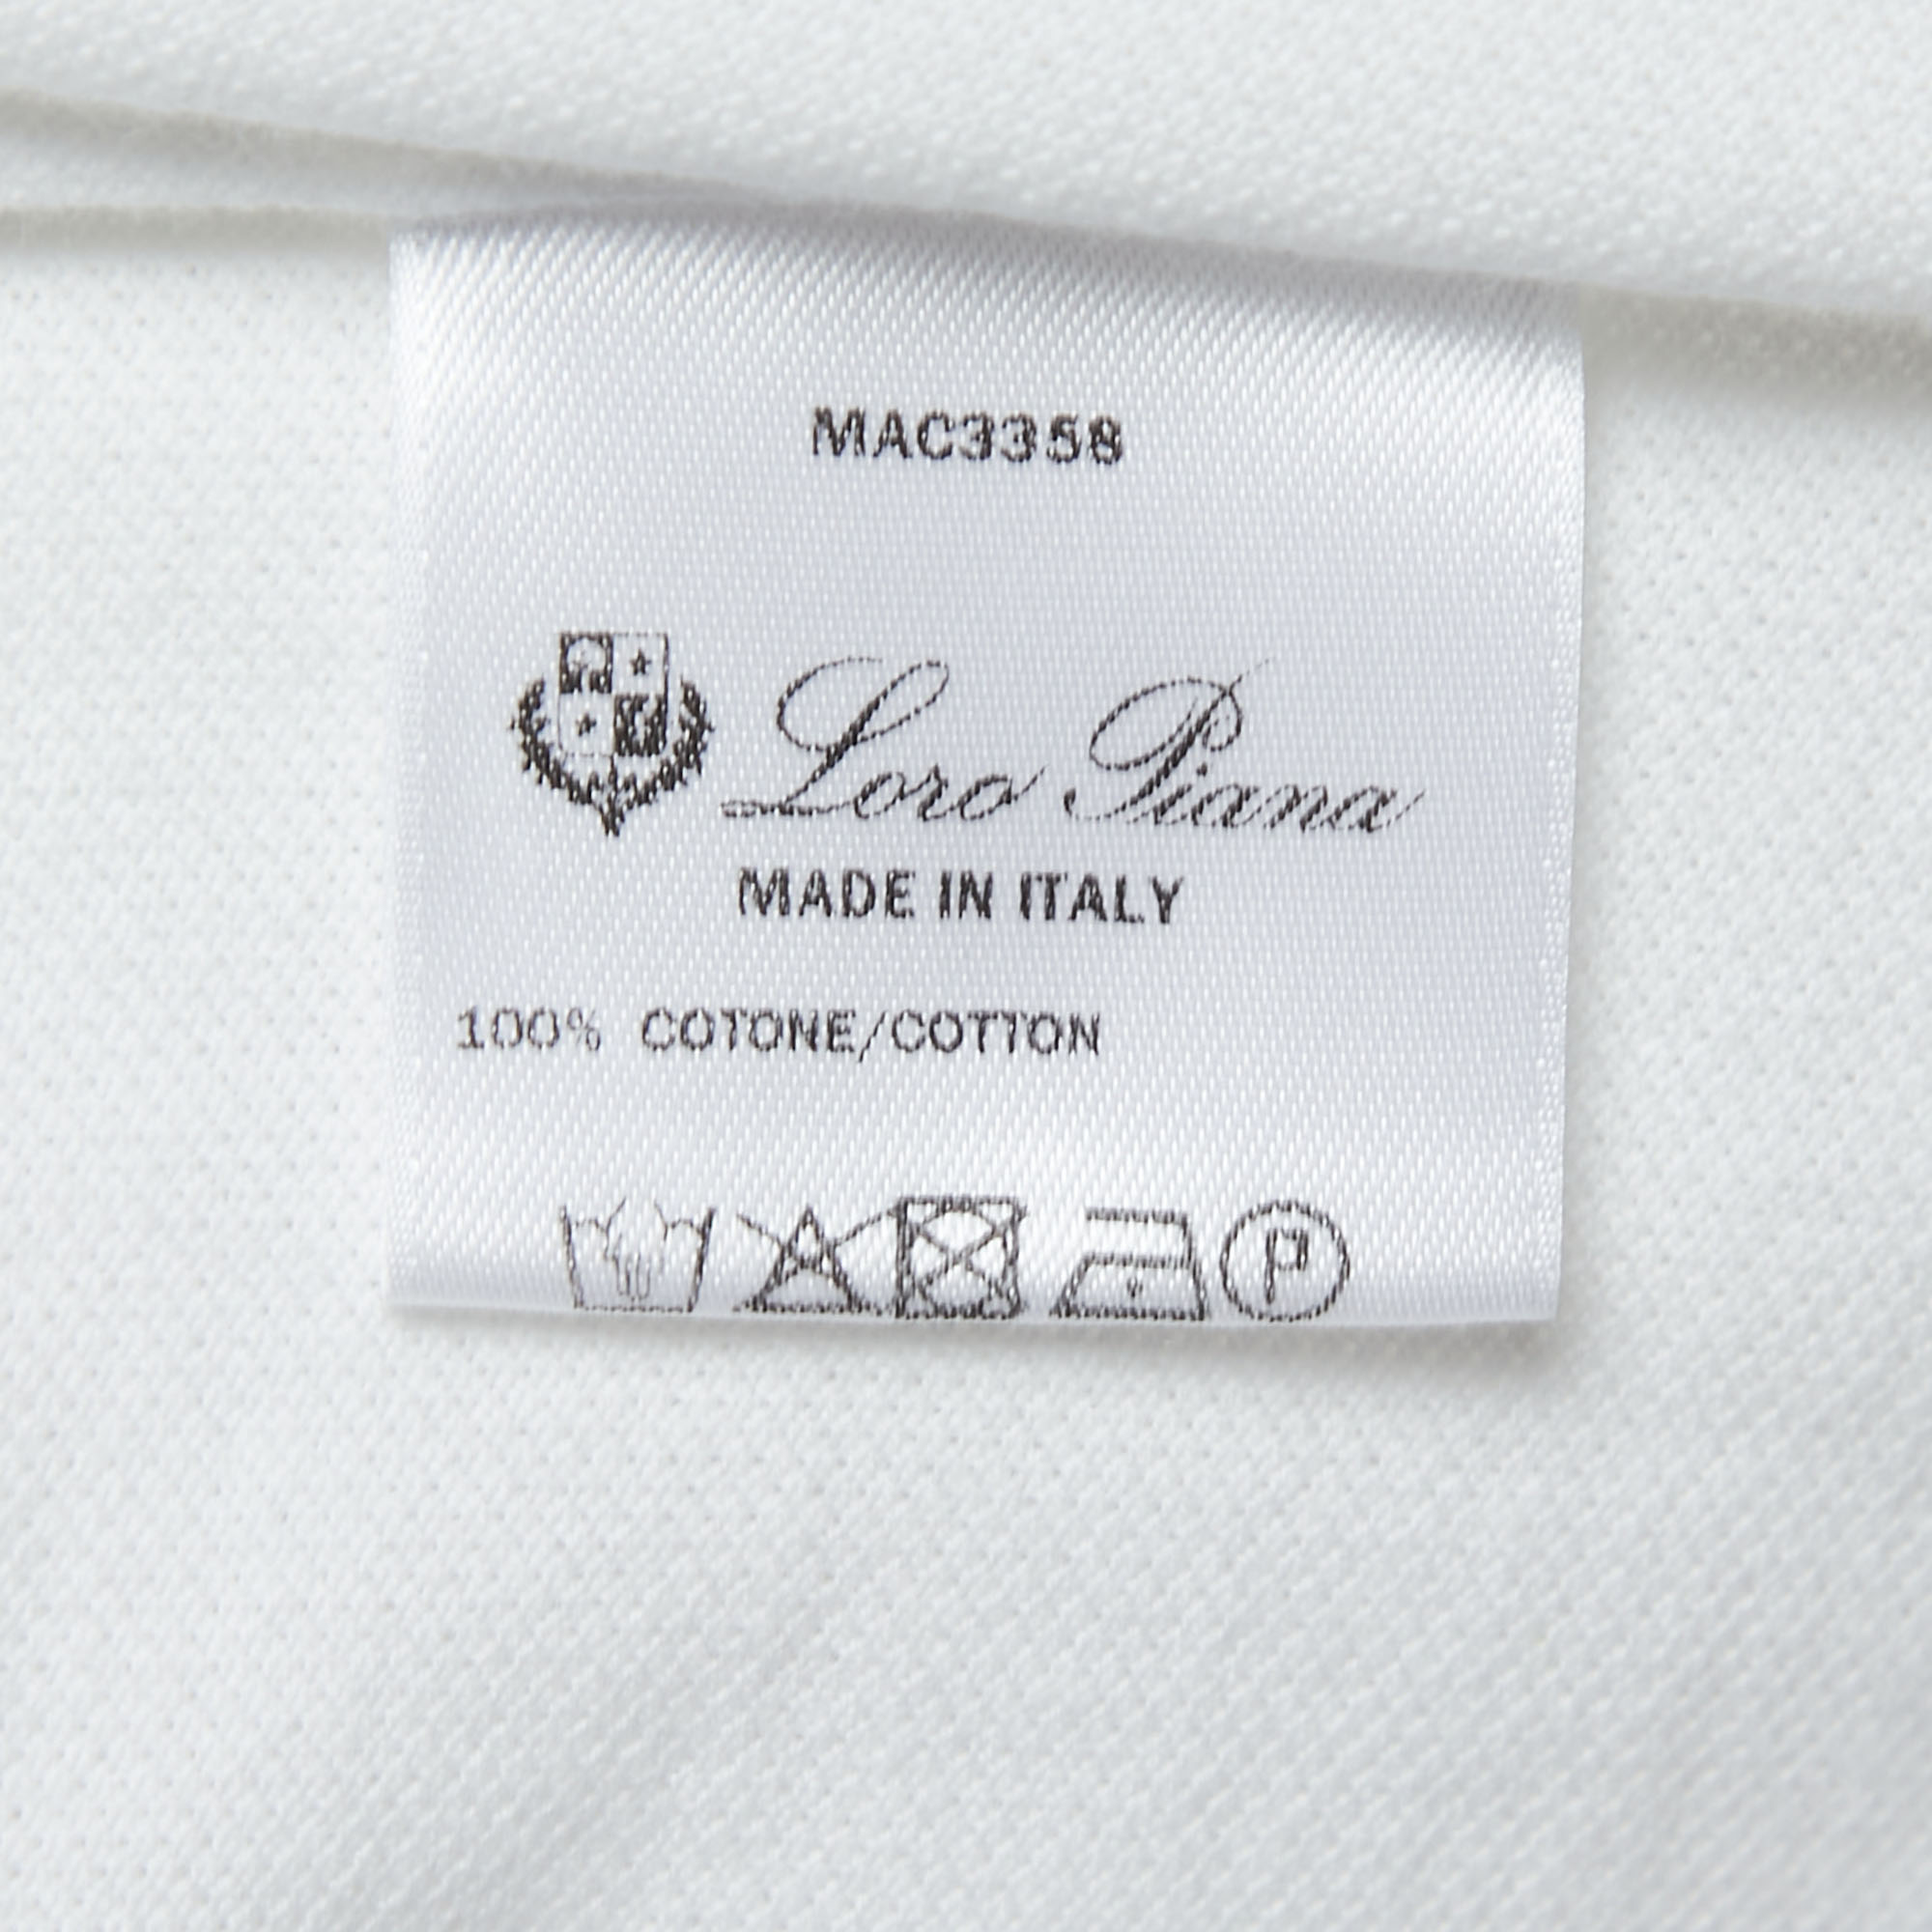 MAC3358
Loro Piana
MADE IN ITALY
100% COTONE/COTTON
P